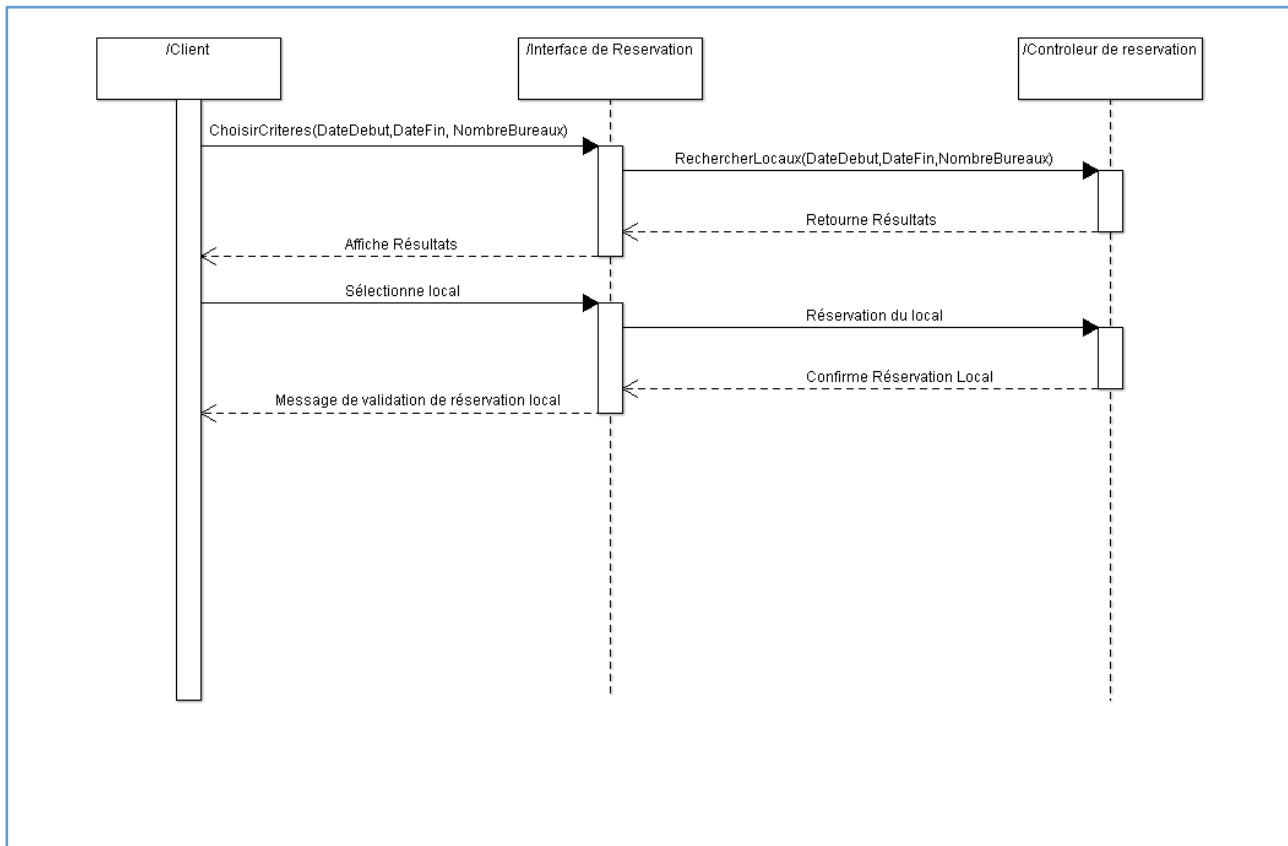 /Client
/Interface de Reservation
/Controleur de reservation
ChoisirCriteres(DateDebut,DateFin, NombreBureaux)
RechercherLocaux(DateDebut,DateFin,NombreBureaux)
Retourne Résultats
Affiche Résultats
Sélectionne local
Réservation du local
Confirme Réservation Local
Message de validation de réservation local